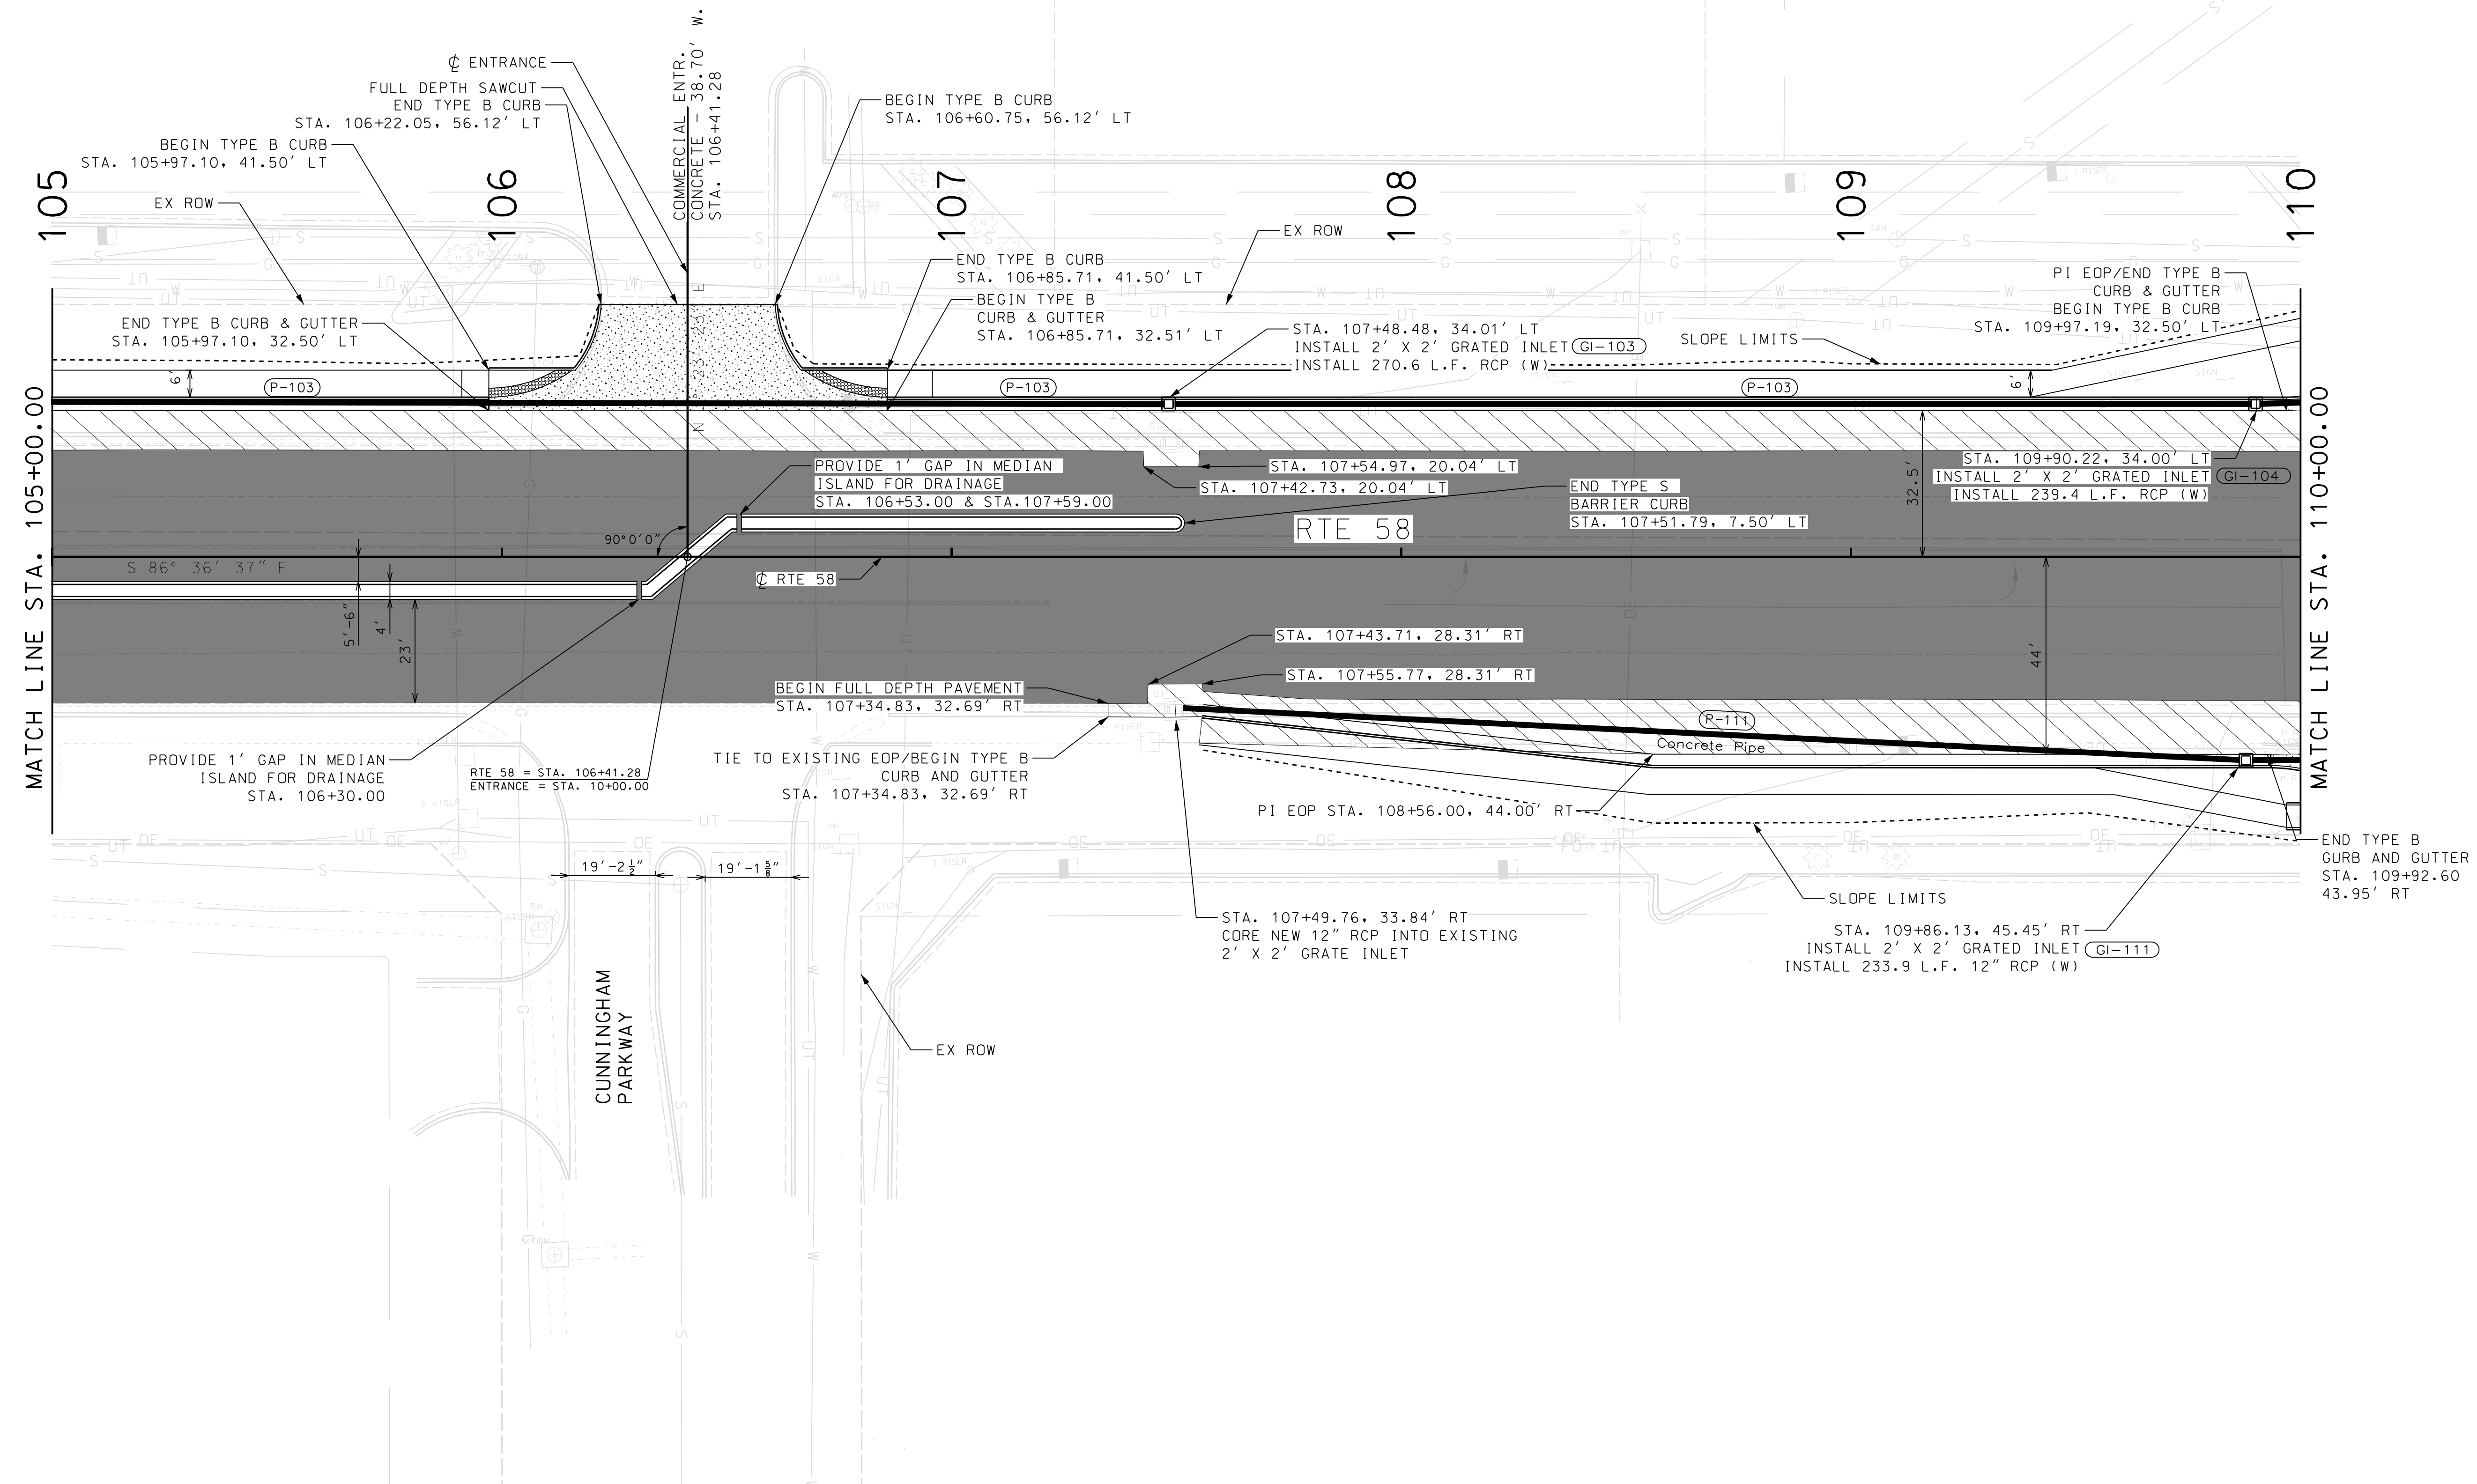 ℄ ENTRANCE
FULL DEPTH SAWCUT
END TYPE B CURB
STA. 106+22.05, 56.12' LT
BEGIN TYPE B CURB
STA. 105+97.10, 41.50' LT
EX ROW
END TYPE B CURB & GUTTER
STA. 105+97.10, 32.50' LT
COMMERCIAL ENTR.
CONCRETE - 38.70' W.
STA. 106+41.28
BEGIN TYPE B CURB
STA. 106+60.75, 56.12' LT
105
106
107
108
109
110
EX ROW
END TYPE B CURB
STA. 106+85.71, 41.50' LT
BEGIN TYPE B
CURB & GUTTER
STA. 106+85.71, 32.51' LT
STA. 107+48.48, 34.01' LT
INSTALL 2' X 2' GRATED INLET GI-103
INSTALL 270.6 L.F. RCP (W)
SLOPE LIMITS
PI EOP/END TYPE B
CURB & GUTTER
BEGIN TYPE B CURB
STA. 109+97.19, 32.50' LT
6'
P-103
P-103
P-103
6'
MATCH LINE STA. 105+00.00
MATCH LINE STA. 110+00.00
PROVIDE 1' GAP IN MEDIAN
ISLAND FOR DRAINAGE
STA. 106+53.00 & STA.107+59.00
STA. 107+54.97, 20.04' LT
STA. 107+42.73, 20.04' LT
END TYPE S
BARRIER CURB
STA. 107+51.79, 7.50' LT
RTE 58
32.5'
STA. 109+90.22, 34.00' LT
INSTALL 2' X 2' GRATED INLET GI-104
INSTALL 239.4 L.F. RCP (W)
90°0'0"
S 86° 36' 37" E
℄ RTE 58
5'-6"
4'
23'
44'
STA. 107+43.71, 28.31' RT
STA. 107+55.77, 28.31' RT
BEGIN FULL DEPTH PAVEMENT
STA. 107+34.83, 32.69' RT
P-111
Concrete Pipe
PROVIDE 1' GAP IN MEDIAN
ISLAND FOR DRAINAGE
STA. 106+30.00
RTE 58 = STA. 106+41.28
ENTRANCE = STA. 10+00.00
TIE TO EXISTING EOP/BEGIN TYPE B
CURB AND GUTTER
STA. 107+34.83, 32.69' RT
PI EOP STA. 108+56.00, 44.00' RT
END TYPE B
GURB AND GUTTER
STA. 109+92.60
43.95' RT
19'-2 1/2"
19'-1 5/8"
SLOPE LIMITS
STA. 107+49.76, 33.84' RT
CORE NEW 12" RCP INTO EXISTING
2' X 2' GRATE INLET
STA. 109+86.13, 45.45' RT
INSTALL 2' X 2' GRATED INLET GI-111
INSTALL 233.9 L.F. 12" RCP (W)
CUNNINGHAM
PARKWAY
EX ROW